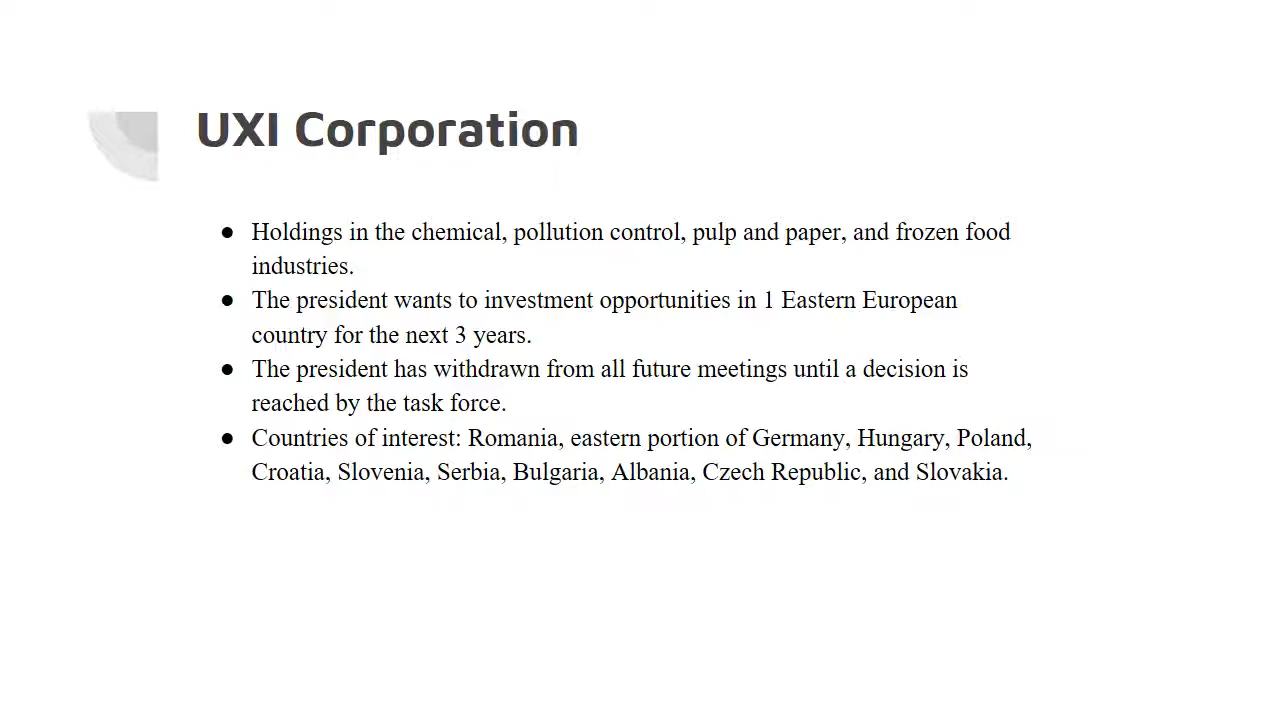 UXI Corporation
● Holdings in the chemical, pollution control, pulp and paper, and frozen food
industries.
● The president wants to investment opportunities in 1 Eastern European
country for the next 3 years.
● The president has withdrawn from all future meetings until a decision is
reached by the task force.
● Countries of interest: Romania, eastern portion of Germany, Hungary, Poland,
Croatia, Slovenia, Serbia, Bulgaria, Albania, Czech Republic, and Slovakia.